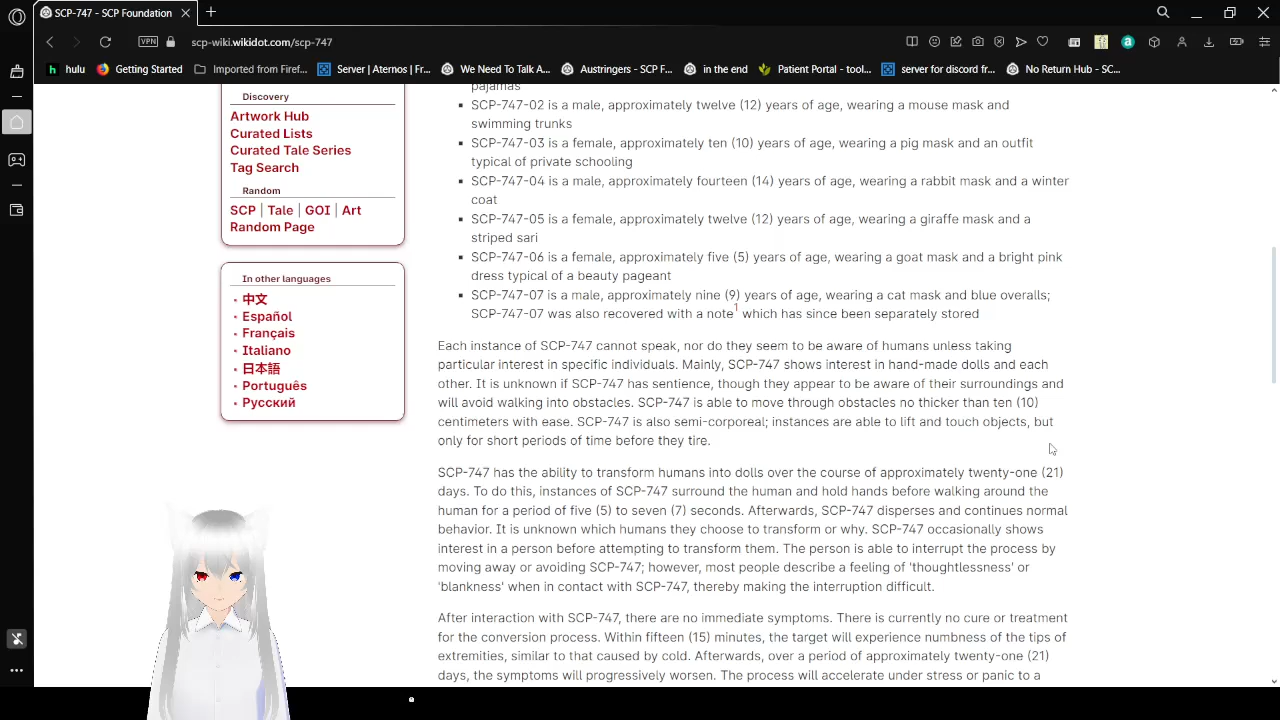 SCP-747 - SCP Foundation
VPN
scp-wiki.wikidot.com/scp-747
hulu
Getting Started
Imported from Firef...
Server | Aternos | Fr...
We Need To Talk A...
Austringers - SCP F...
in the end
Patient Portal - tool...
server for discord fr...
No Return Hub - SC...
Discovery
Artwork Hub
Curated Lists
Curated Tale Series
Tag Search
Random
SCP | Tale | GOI | Art
Random Page
In other languages
中文
Español
Français
Italiano
日本語
Português
Русский
pajamas
SCP-747-02 is a male, approximately twelve (12) years of age, wearing a mouse mask and
swimming trunks
SCP-747-03 is a female, approximately ten (10) years of age, wearing a pig mask and an outfit
typical of private schooling
SCP-747-04 is a male, approximately fourteen (14) years of age, wearing a rabbit mask and a winter
coat
SCP-747-05 is a female, approximately twelve (12) years of age, wearing a giraffe mask and a
striped sari
SCP-747-06 is a female, approximately five (5) years of age, wearing a goat mask and a bright pink
dress typical of a beauty pageant
SCP-747-07 is a male, approximately nine (9) years of age, wearing a cat mask and blue overalls;
SCP-747-07 was also recovered with a note1 which has since been separately stored
Each instance of SCP-747 cannot speak, nor do they seem to be aware of humans unless taking
particular interest in specific individuals. Mainly, SCP-747 shows interest in hand-made dolls and each
other. It is unknown if SCP-747 has sentience, though they appear to be aware of their surroundings and
will avoid walking into obstacles. SCP-747 is able to move through obstacles no thicker than ten (10)
centimeters with ease. SCP-747 is also semi-corporeal; instances are able to lift and touch objects, but
only for short periods of time before they tire.
SCP-747 has the ability to transform humans into dolls over the course of approximately twenty-one (21)
days. To do this, instances of SCP-747 surround the human and hold hands before walking around the
human for a period of five (5) to seven (7) seconds. Afterwards, SCP-747 disperses and continues normal
behavior. It is unknown which humans they choose to transform or why. SCP-747 occasionally shows
interest in a person before attempting to transform them. The person is able to interrupt the process by
moving away or avoiding SCP-747; however, most people describe a feeling of 'thoughtlessness' or
'blankness' when in contact with SCP-747, thereby making the interruption difficult.
After interaction with SCP-747, there are no immediate symptoms. There is currently no cure or treatment
for the conversion process. Within fifteen (15) minutes, the target will experience numbness of the tips of
extremities, similar to that caused by cold. Afterwards, over a period of approximately twenty-one (21)
days, the symptoms will progressively worsen. The process will accelerate under stress or panic to a